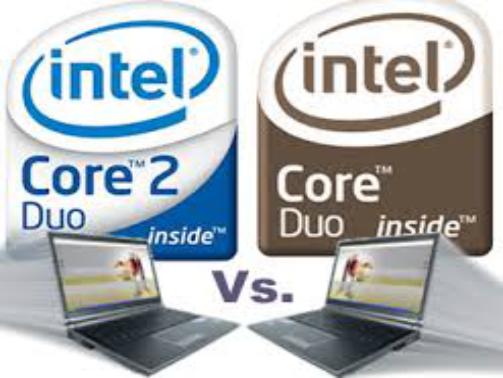 intel®
Core™ 2
Duo
inside™
intel®
Core™
Duo
inside™
Vs.